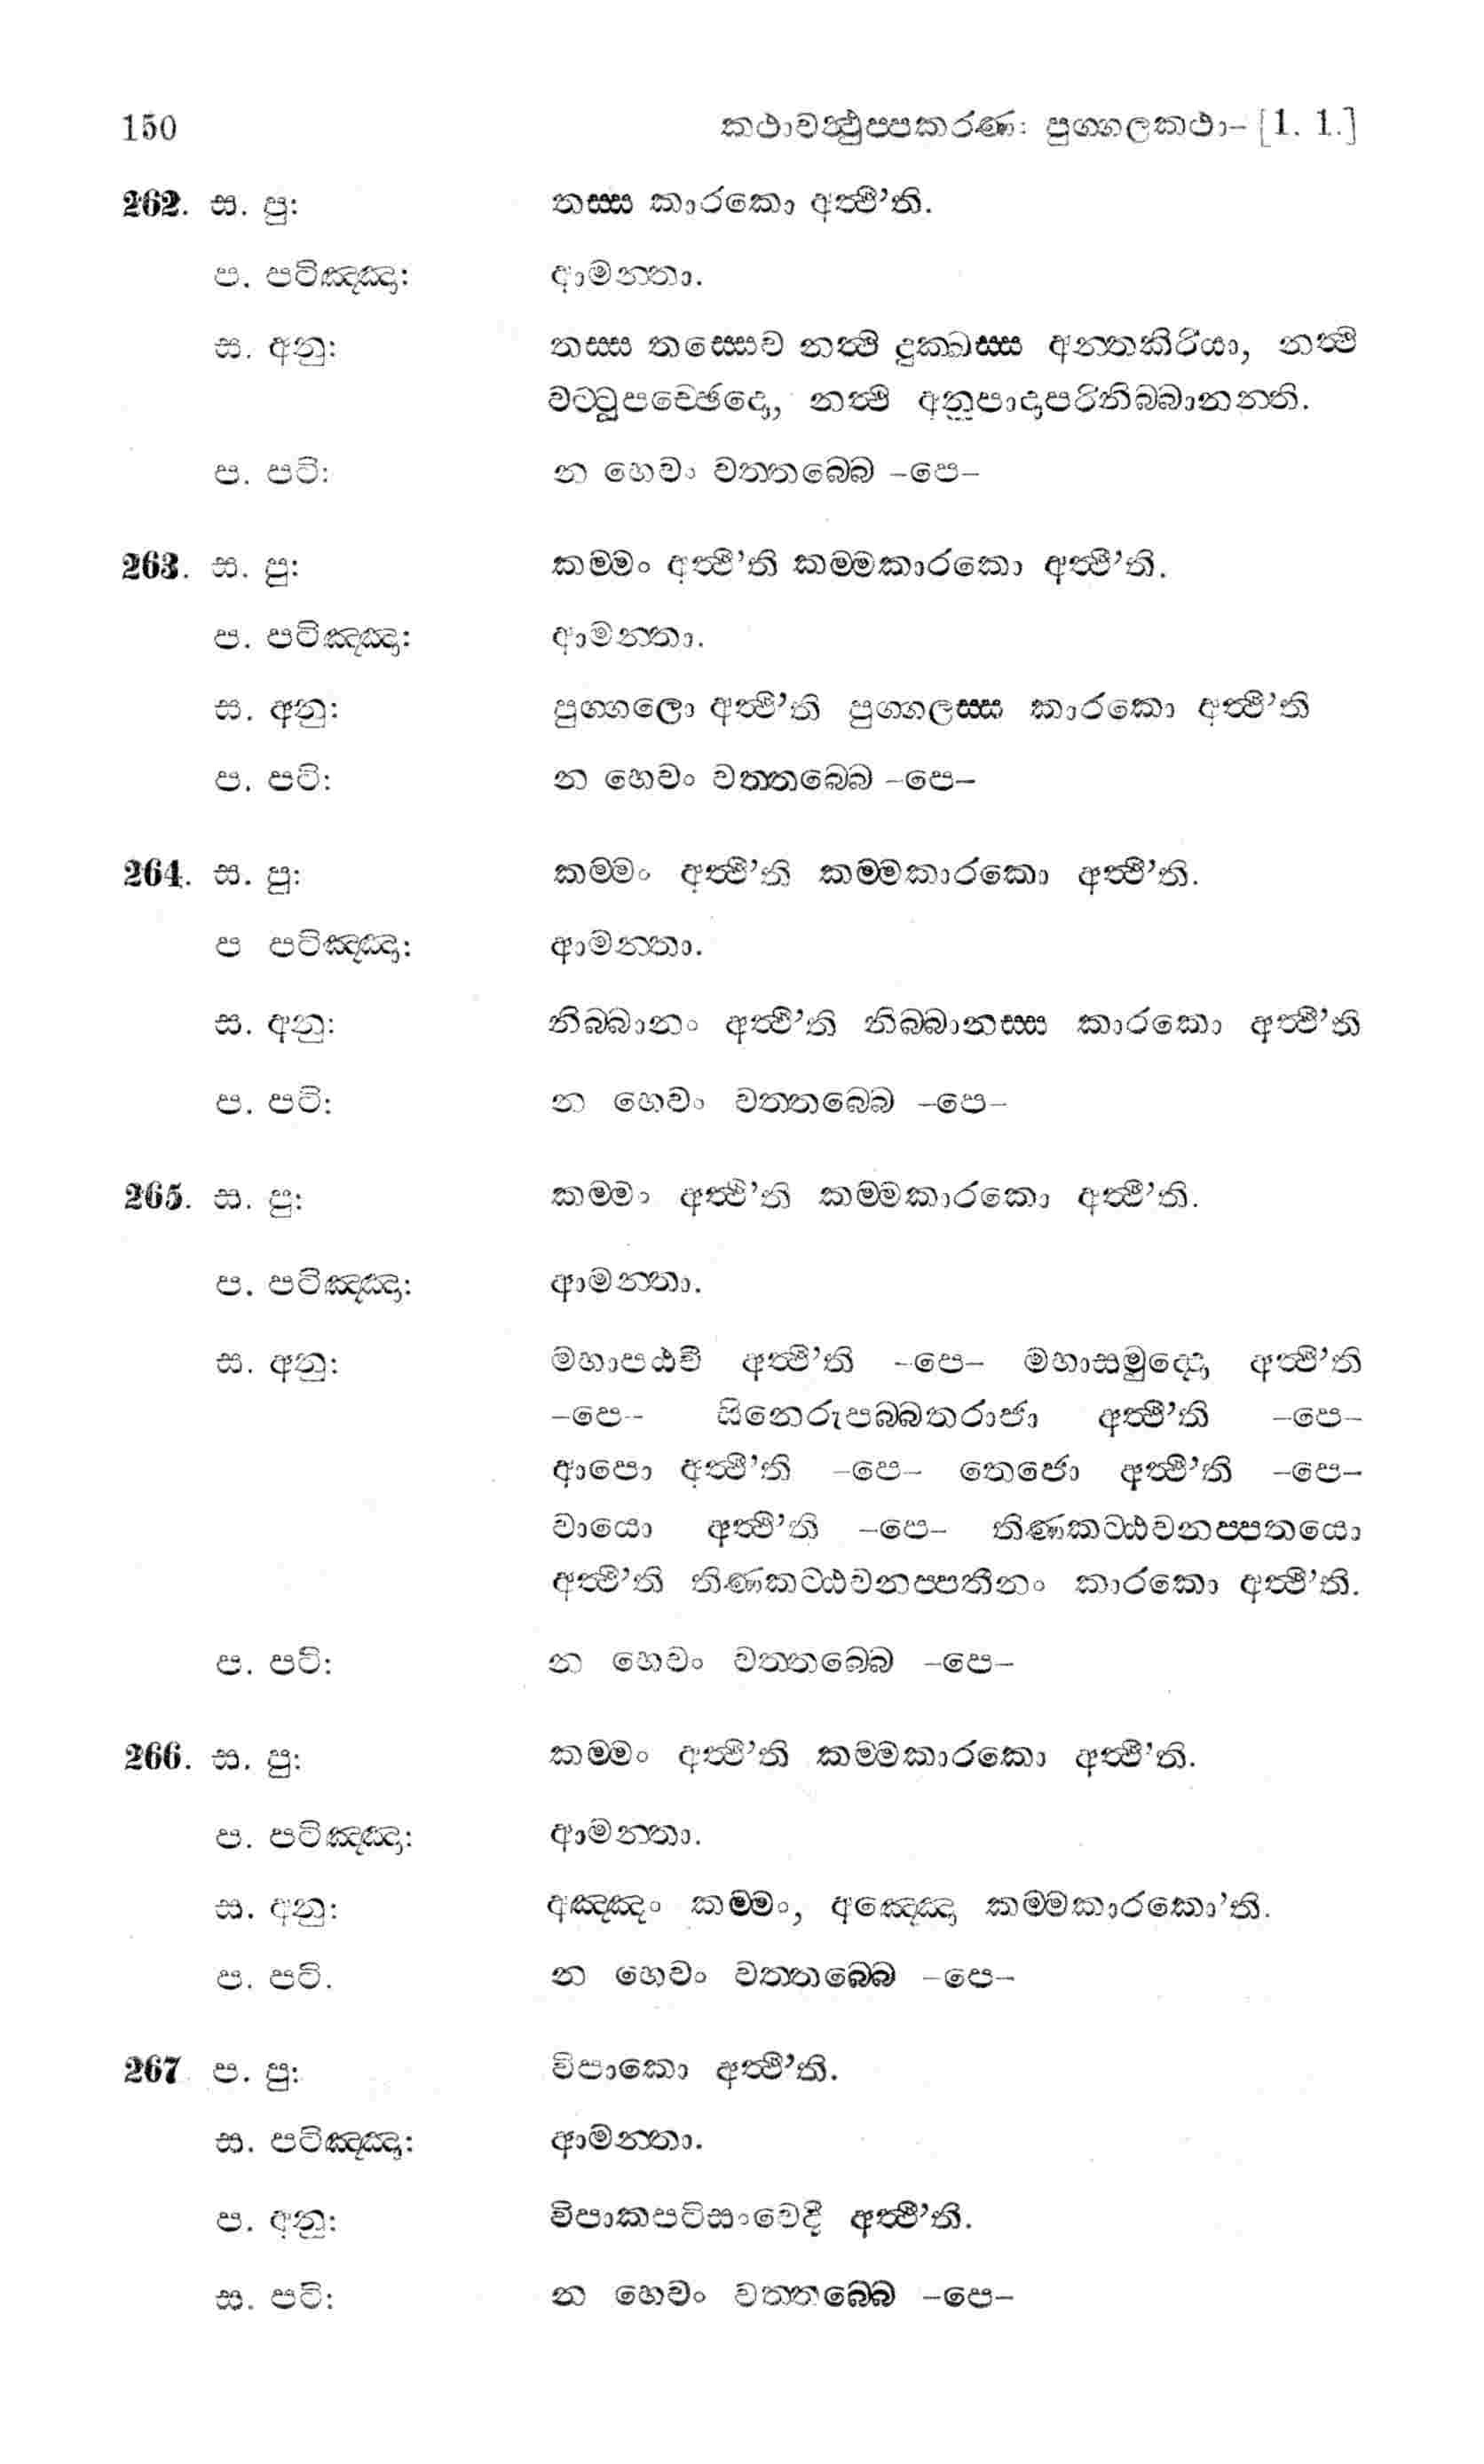 150 කථාවත්‍ථුප‍්පකරණං පුග‍්ගලකථා– [1. 1.]
262. ස. පු: තස‍්ස කාරකො අත්‍ථී’ති.
ප. පටිඤ‍්ඤා: ආමන‍්තා.
ස. අනු: තස‍්ස තස‍්සෙව නත්‍ථි දුක‍්ඛස‍්ස අන‍්තකිරියා, නත්‍ථි
වට‍්ටූපච‍්ඡෙදො, නත්‍ථි අනුපාදාපරිනිබ‍්බානන‍්ති.
ප. පටි: න හෙවං වත‍්තබ‍්බෙ –පෙ–
263. ස. පු: කම‍්මං අත්‍ථී’ති කම‍්මකාරකො අත්‍ථී’ති.
ප. පටිඤ‍්ඤා: ආමන‍්තා.
ස. අනු: පුග‍්ගලො අත්‍ථී’ති පුග‍්ගලස‍්ස කාරකො අත්‍ථී’ති
ප. පටි: න හෙවං වත‍්තබ‍්බෙ –පෙ–
264. ස. පු: කම‍්මං අත්‍ථී’ති කම‍්මකාරකො අත්‍ථී’ති.
ප පටිඤ‍්ඤා: ආමන‍්තා.
ස. අනු: නිබ‍්බානං අත්‍ථී’ති නිබ‍්බානස‍්ස කාරකො අත්‍ථී’ති
ප. පටි: න හෙවං වත‍්තබ‍්බෙ –පෙ–
265. ස. පු: කම‍්මං අත්‍ථී’ති කම‍්මකාරකො අත්‍ථී’ති.
ප. පටිඤ‍්ඤා: ආමන‍්තා.
ස. අනු: මහාපඨවී අත්‍ථී’ති –පෙ– මහාසමුද‍්දො අත්‍ථී’ති
–පෙ– සිනෙරුපබ‍්බතරාජා අත්‍ථී’ති –පෙ–
ආපො අත්‍ථී’ති –පෙ– තෙජො අත්‍ථී’ති –පෙ–
වායො අත්‍ථී’ති –පෙ– තිණකට‍්ඨවනප‍්පතයො
අත්‍ථී’ති තිණකට‍්ඨවනප‍්පතීනං කාරකො අත්‍ථී’ති.
ප. පටි: න හෙවං වත‍්තබ‍්බෙ –පෙ–
266. ස. පු: කම‍්මං අත්‍ථී’ති කම‍්මකාරකො අත්‍ථී’ති.
ප. පටිඤ‍්ඤා: ආමන‍්තා.
ස. අනු: අඤ‍්ඤං කම‍්මං, අඤ‍්ඤො කම‍්මකාරකො’ති.
ප. පටි. න හෙවං වත‍්තබ‍්බෙ –පෙ–
267 ප. පු: විපාකො අත්‍ථී’ති.
ස. පටිඤ‍්ඤා: ආමන‍්තා.
ප. අනු: විපාකපටිසංවෙදී අත්‍ථී’ති.
ස. පටි: න හෙවං වත‍්තබ‍්බෙ –පෙ–